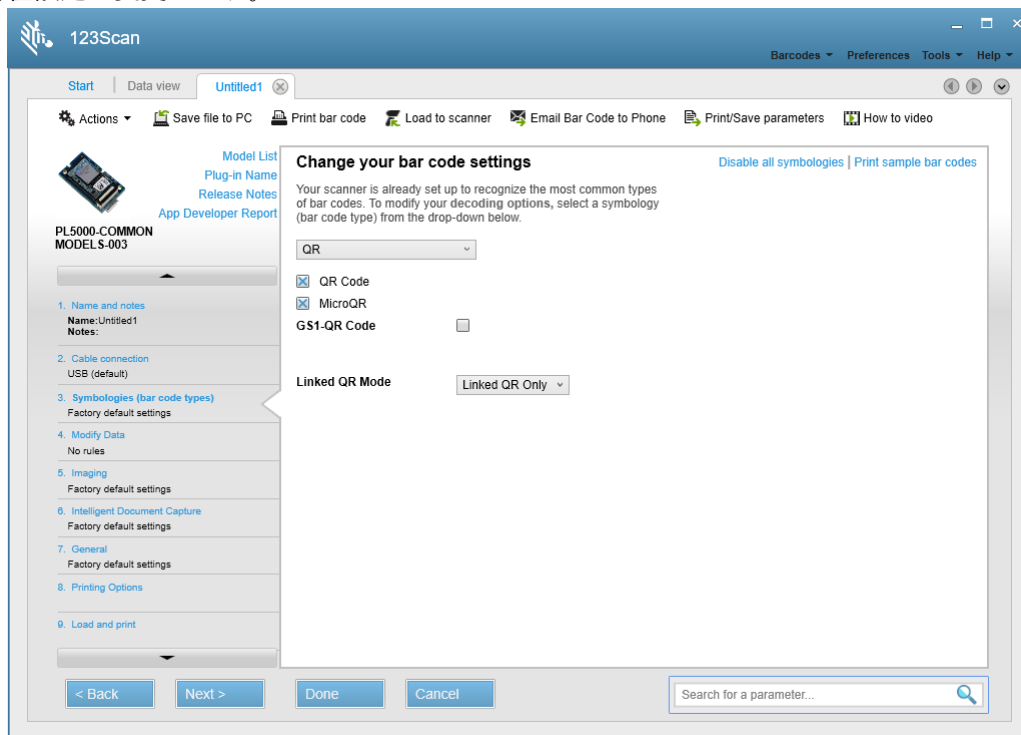 123Scan
Barcodes Preferences Tools Help
Start Data view Untitled1
Actions Save file to PC Print bar code Load to scanner Email Bar Code to Phone Print/Save parameters How to video
Model List
Plug-in Name
Release Notes
App Developer Report
PL5000-COMMON
MODELS-003
1. Name and notes
Name:Untitled1
Notes:
2. Cable connection
USB (default)
3. Symbologies (bar code types)
Factory default settings
4. Modify Data
No rules
5. Imaging
Factory default settings
6. Intelligent Document Capture
Factory default settings
7. General
Factory default settings
8. Printing Options
9. Load and print
Change your bar code settings
Disable all symbologies | Print sample bar codes
Your scanner is already set up to recognize the most common types
of bar codes. To modify your decoding options, select a symbology
(bar code type) from the drop-down below.
QR
QR Code
MicroQR
GS1-QR Code
Linked QR Mode Linked QR Only
< Back Next > Done Cancel
Search for a parameter...